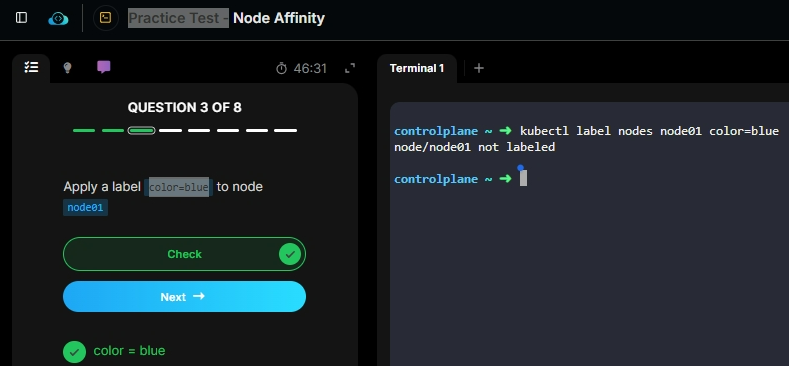 Practice Test - Node Affinity
46:31
QUESTION 3 OF 8
Apply a label color=blue to node
node01
Check
Next →
color = blue
Terminal 1 +
controlplane ~ ➜ kubectl label nodes node01 color=blue
node/node01 not labeled
controlplane ~ ➜